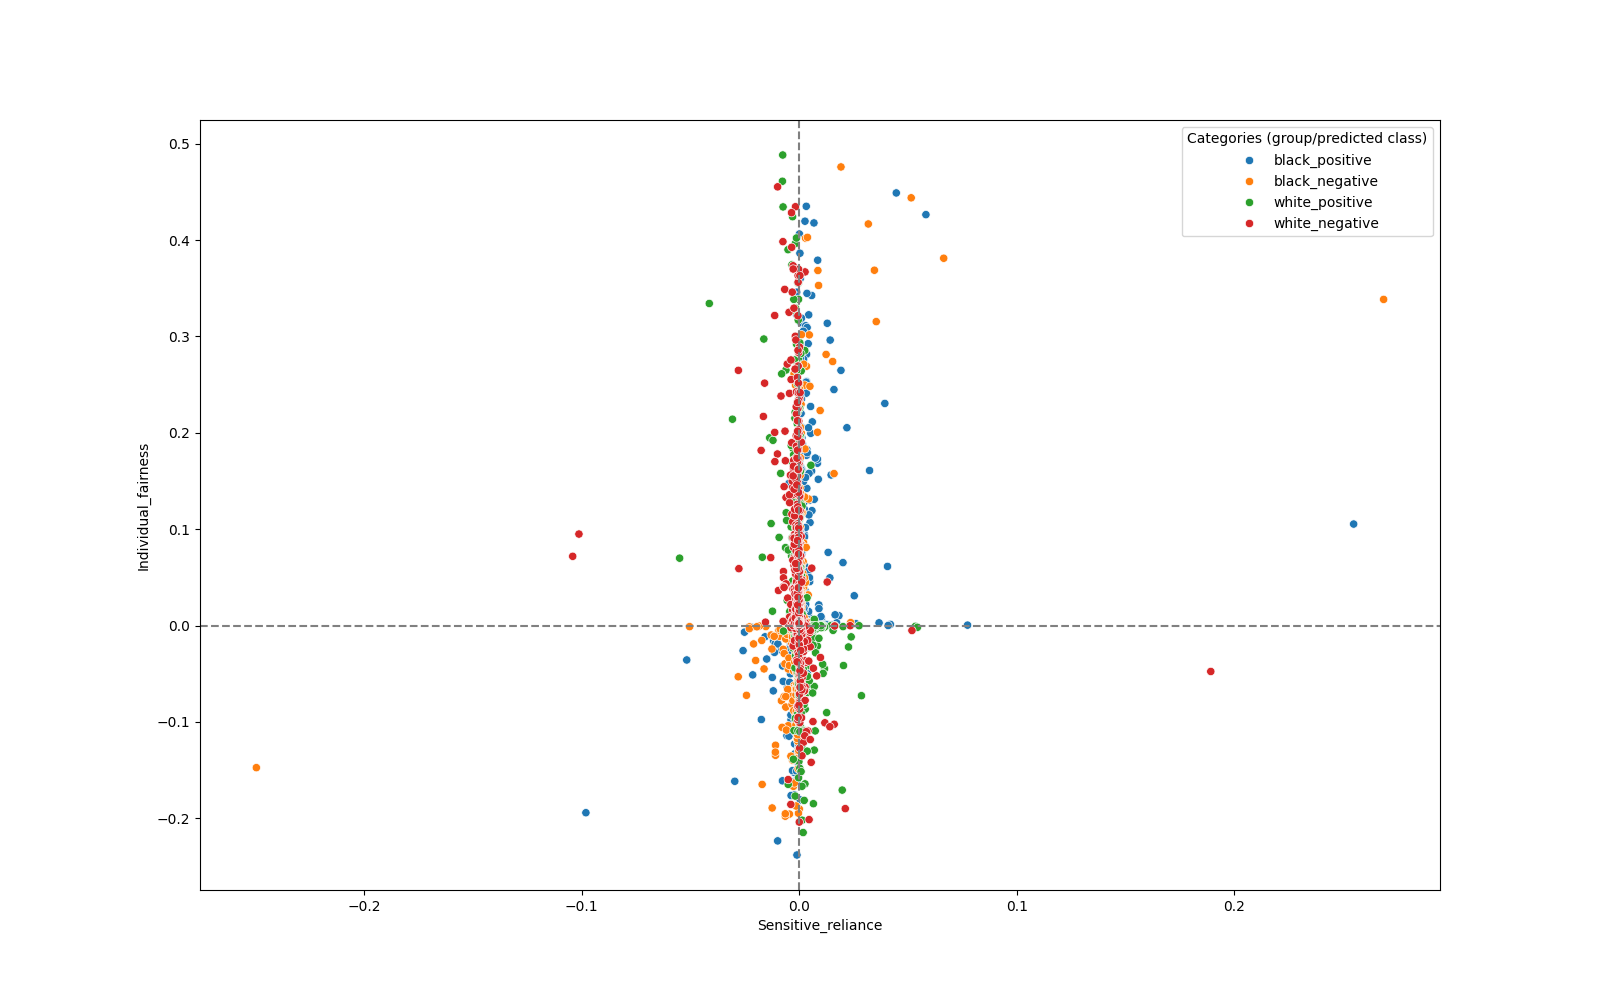 Categories (group/predicted class)
black_positive
black_negative
white_positive
white_negative
0.5
0.4
0.3
0.2
0.1
0.0
−0.1
−0.2
Individual_fairness
−0.2
−0.1
0.0
0.1
0.2
Sensitive_reliance